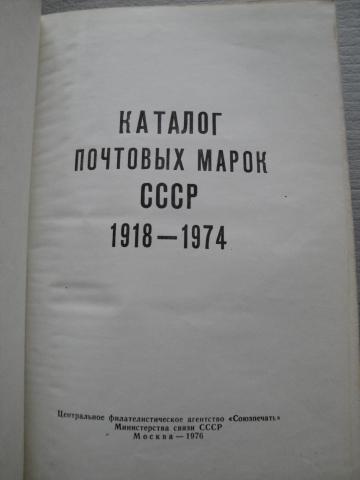 КАТАЛОГ
ПОЧТОВЫХ МАРОК
СССР
1918—1974
Центральное филателистическое агентство «Союзпечать»
Министерства связи СССР
Москва—1976